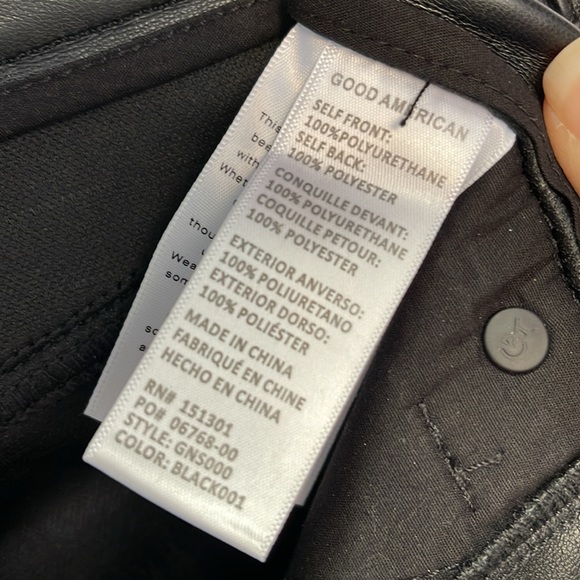 GOOD AMERICAN
SELF FRONT:
100%POLYURETHANE
SELF BACK:
100% POLYESTER
CONQUILLE DEVANT:
100% POLYURETHANE
COQUILLE PETOUR:
100% POLYESTER
EXTERIOR ANVERSO:
100% POLIURETANO
EXTERIOR DORSO:
100% POLIÉSTER
MADE IN CHINA
FABRIQUÉ EN CHINE
HECHO EN CHINA
RN# 151301
PO# 06768-00
STYLE: GNS000
COLOR: BLACK001
This
with